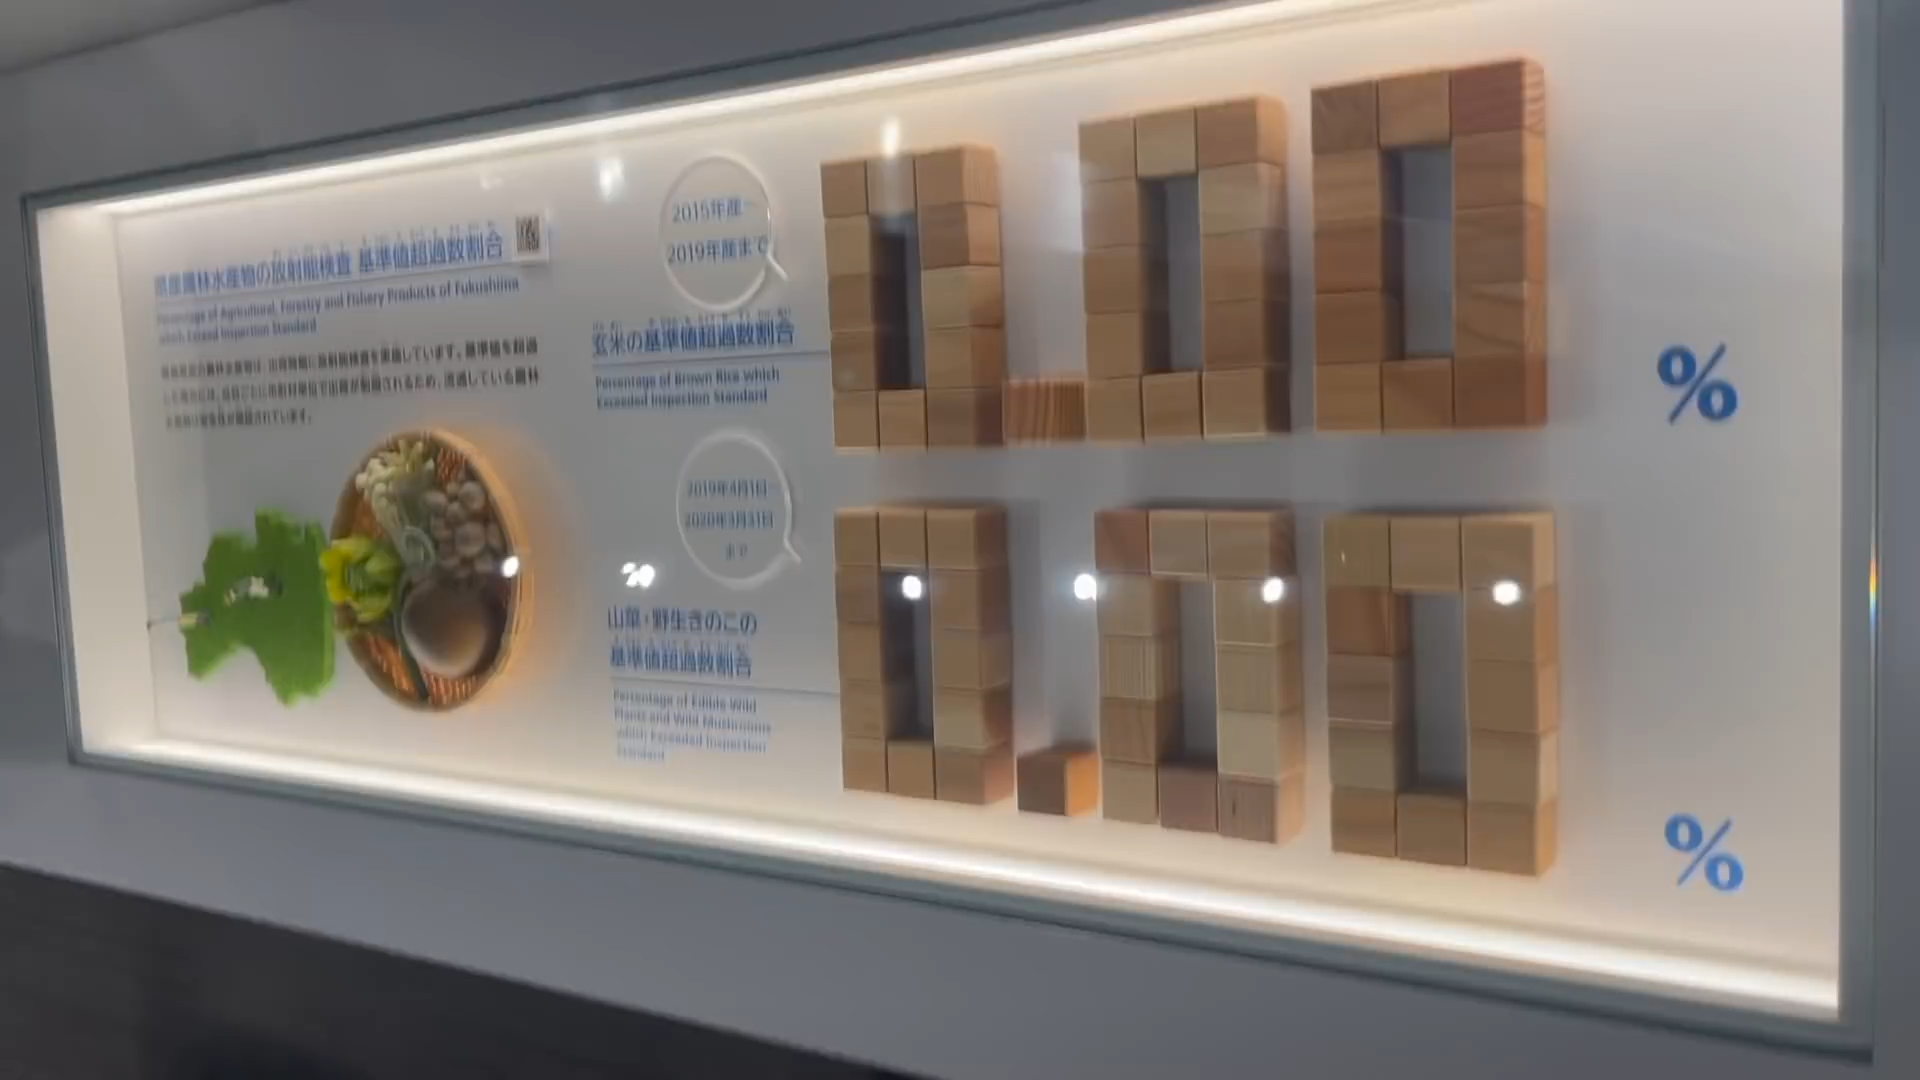 県産農林水産物の放射能検査 基準値超過数割合
Percentage of Agricultural, Forestry and Fishery Products of Fukushima
which Exceed Inspection Standard
2015年産~
2019年産まで
玄米の基準値超過数割合
Percentage of Brown Rice which
Exceeded Inspection Standard
0.00
%
2019年4月1日~
2020年3月31日
まで
山菜・野生きのこの
基準値超過数割合
Percentage of Edible Wild
Plants and Wild Mushrooms
which Exceeded Inspection
Standard
0.00
%